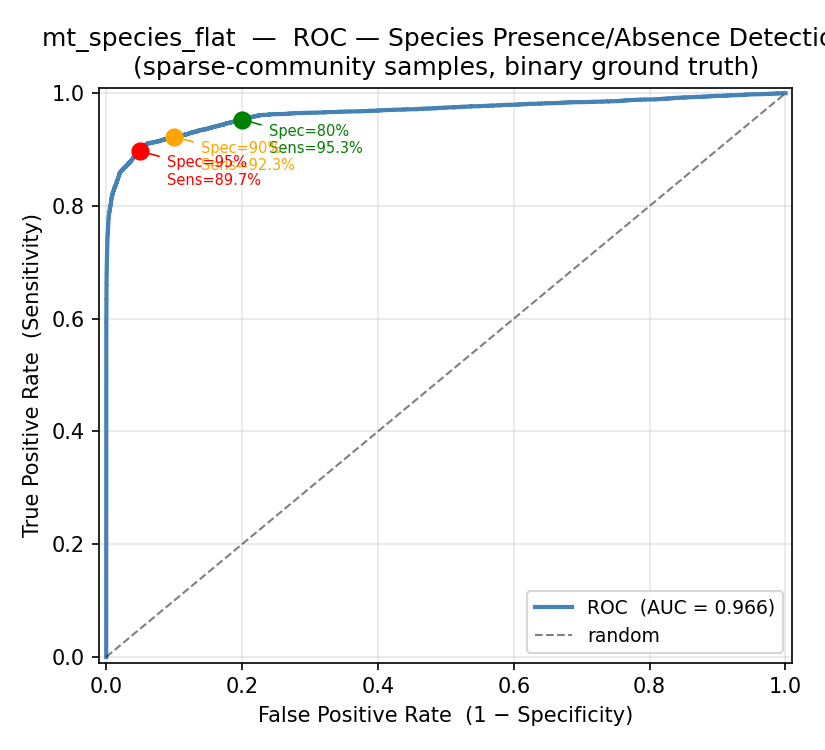 mt_species_flat — ROC — Species Presence/Absence Detectio
(sparse-community samples, binary ground truth)
1.0
0.8
0.6
0.4
0.2
0.0
True Positive Rate (Sensitivity)
Spec=80%
Sens=95.3%
Spec=90%
Sens=92.3%
Spec=95%
Sens=89.7%
ROC (AUC = 0.966)
random
0.0
0.2
0.4
0.6
0.8
1.0
False Positive Rate (1 − Specificity)